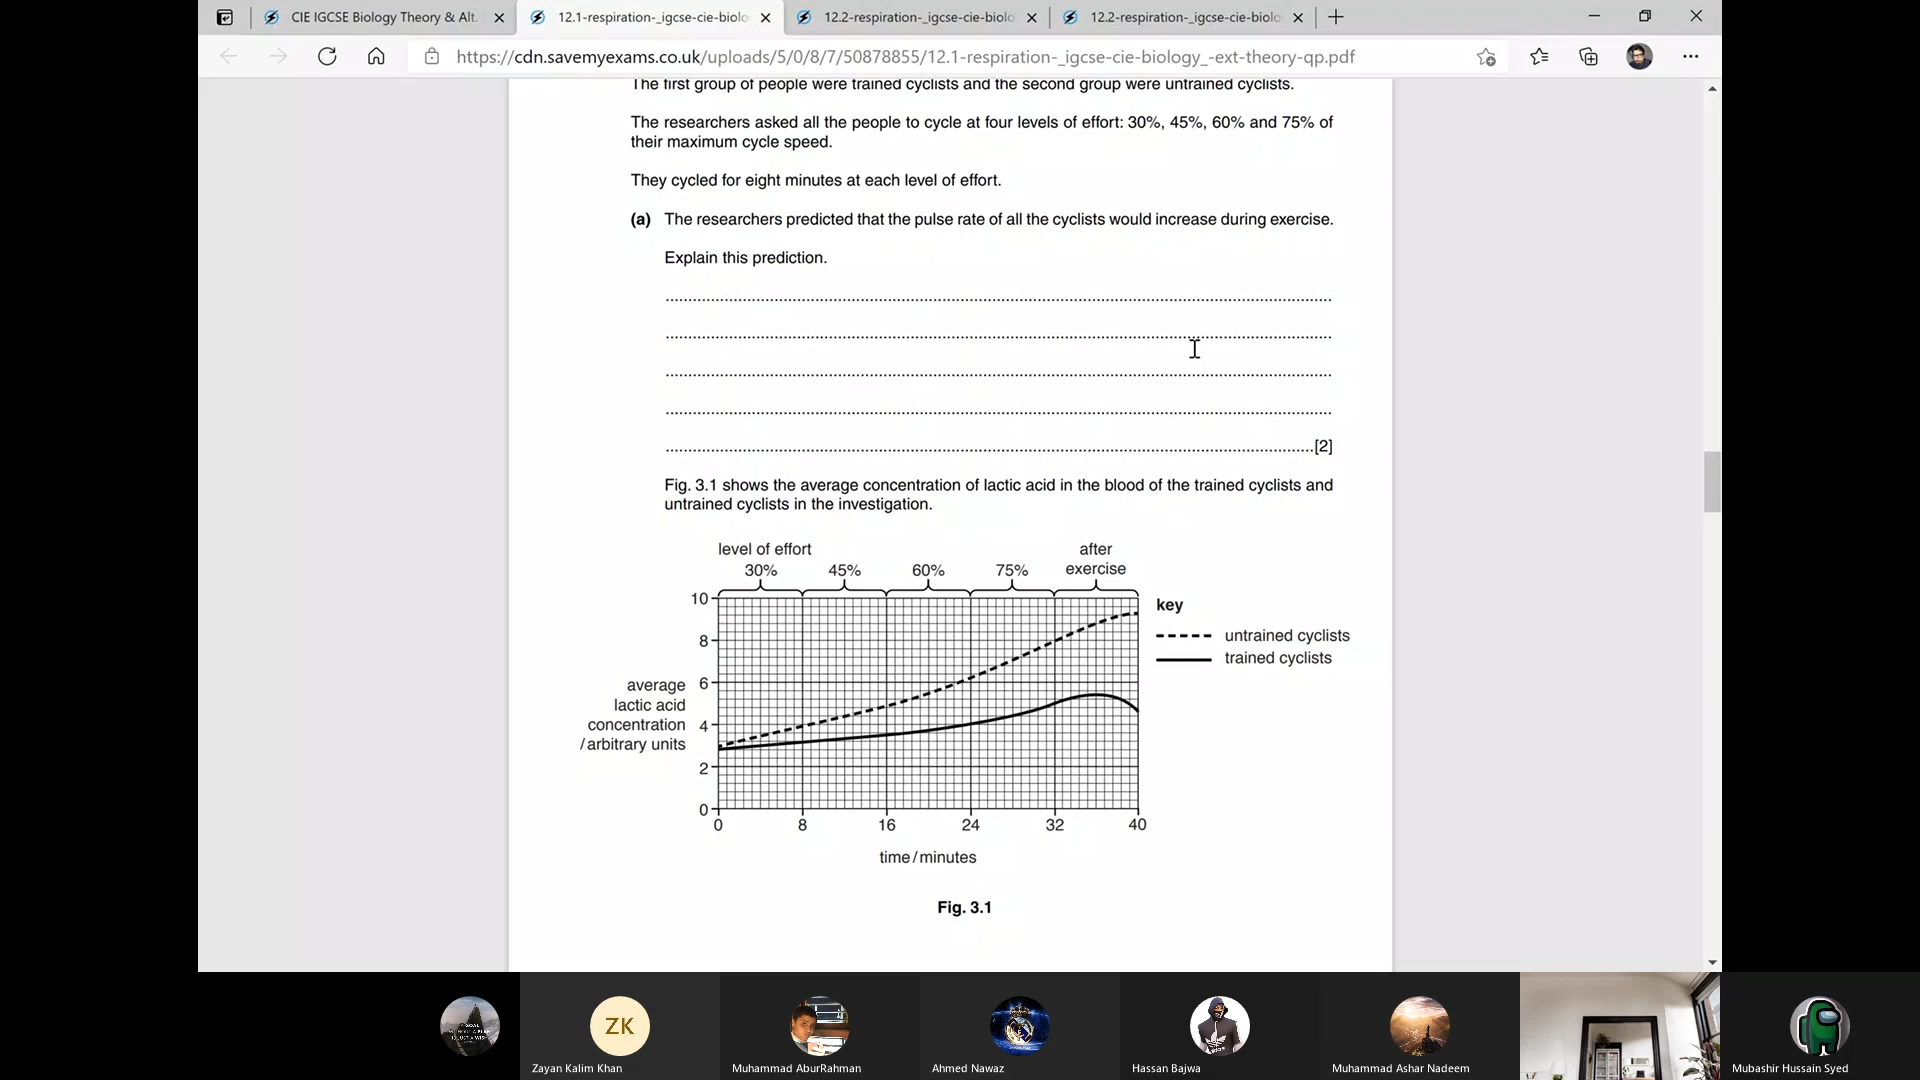 CIE IGCSE Biology Theory & Alt.
12.1-respiration-_igcse-cie-biolo
12.2-respiration-_igcse-cie-biolo
12.2-respiration-_igcse-cie-biolo
https://cdn.savemyexams.co.uk/uploads/5/0/8/7/50878855/12.1-respiration-_igcse-cie-biology_-ext-theory-qp.pdf
The first group of people were trained cyclists and the second group were untrained cyclists.
The researchers asked all the people to cycle at four levels of effort: 30%, 45%, 60% and 75% of
their maximum cycle speed.
They cycled for eight minutes at each level of effort.
(a) The researchers predicted that the pulse rate of all the cyclists would increase during exercise.
Explain this prediction.
[2]
Fig. 3.1 shows the average concentration of lactic acid in the blood of the trained cyclists and
untrained cyclists in the investigation.
level of effort
30% 45% 60% 75% after
exercise
key
untrained cyclists
trained cyclists
10
8
6
4
2
0
average
lactic acid
concentration
/arbitrary units
0 8 16 24 32 40
time/minutes
Fig. 3.1
A GOAL
WITHOUT A PLAN
IS JUST A WISH
ZK
Zayan Kalim Khan
Muhammad AburRahman
Ahmed Nawaz
Hassan Bajwa
Muhammad Ashar Nadeem
Mubashir Hussain Syed